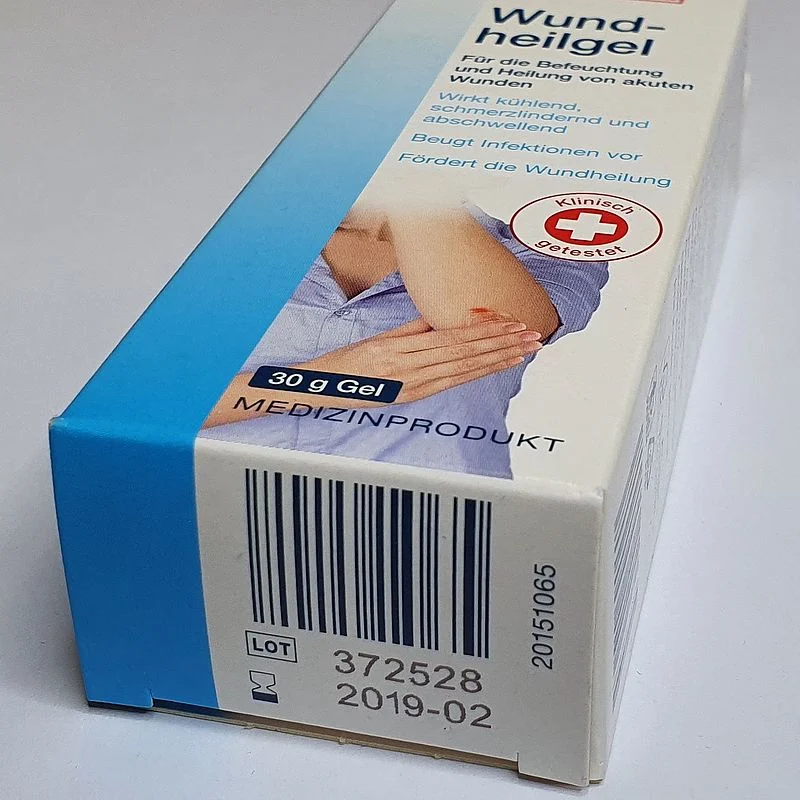 Wund-
heilgel
Für die Befeuchtung
und Heilung von akuten
Wunden
Wirkt kühlend,
schmerzlindernd und
abschwellend
Beugt Infektionen vor
Fördert die Wundheilung
Klinisch
getestet
30 g Gel
MEDIZINPRODUKT
LOT
372528
2019-02
20151065